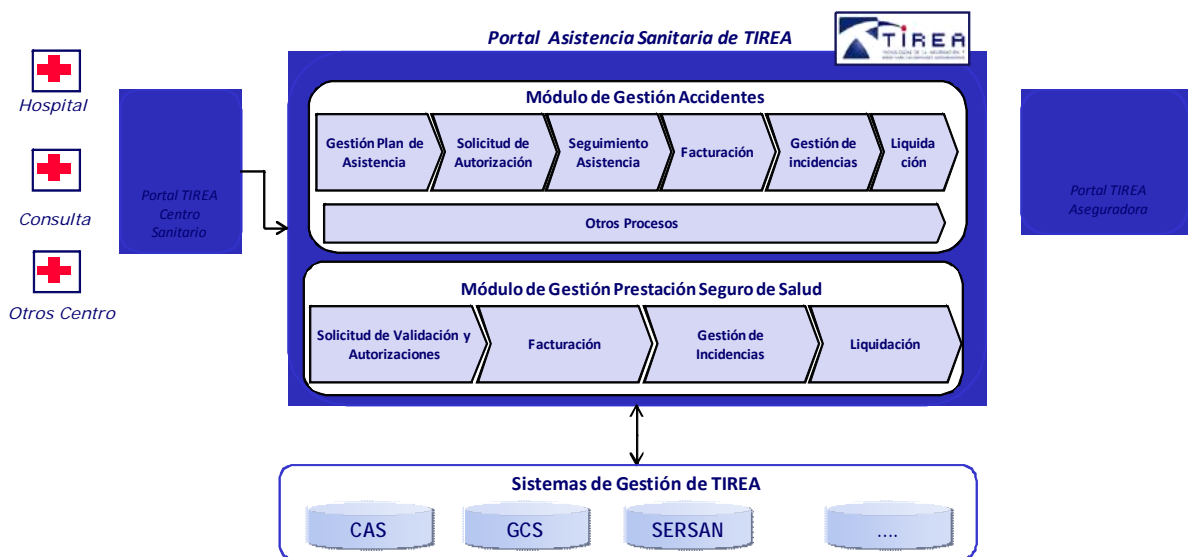 Portal Asistencia Sanitaria de TIREA
TIREA
Hospital
Consulta
Otros Centro
Portal TIREA
Centro
Sanitario
Módulo de Gestión Accidentes
Gestión Plan de
Asistencia
Solicitud de
Autorización
Seguimiento
Asistencia
Facturación
Gestión de
incidencias
Liquida
ción
Otros Procesos
Módulo de Gestión Prestación Seguro de Salud
Solicitud de Validación y
Autorizaciones
Facturación
Gestión de
Incidencias
Liquidación
Portal TIREA
Aseguradora
Sistemas de Gestión de TIREA
CAS
GCS
SERSAN
....